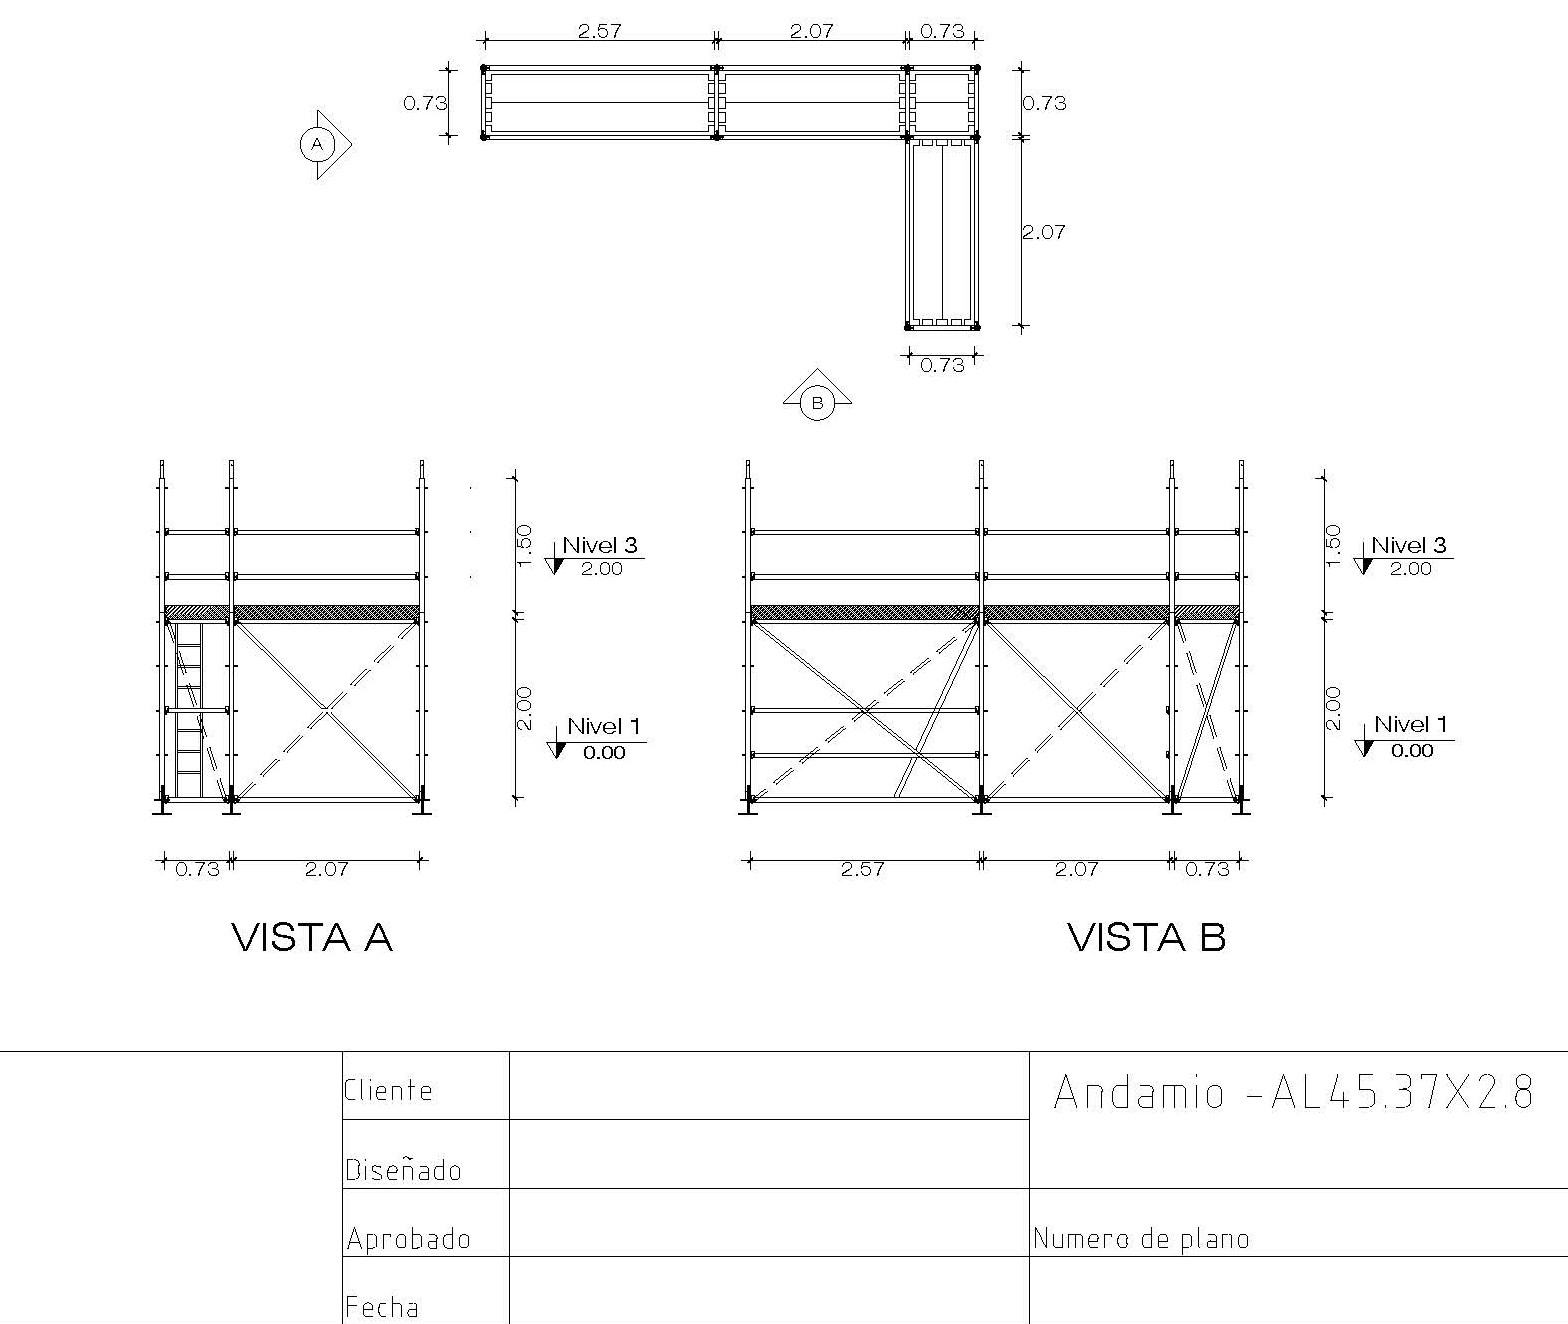 2.57 2.07 0.73
0.73 0.73
A
2.07
0.73
B
1.50 Nivel 3
2.00
2.00 Nivel 1
0.00
0.73 2.07
VISTA A
1.50 Nivel 3
2.00
2.00 Nivel 1
0.00
2.57 2.07 0.73
VISTA B
Cliente
Andamio -AL45.37X2.8
Diseñado
Aprobado
Numero de plano
Fecha